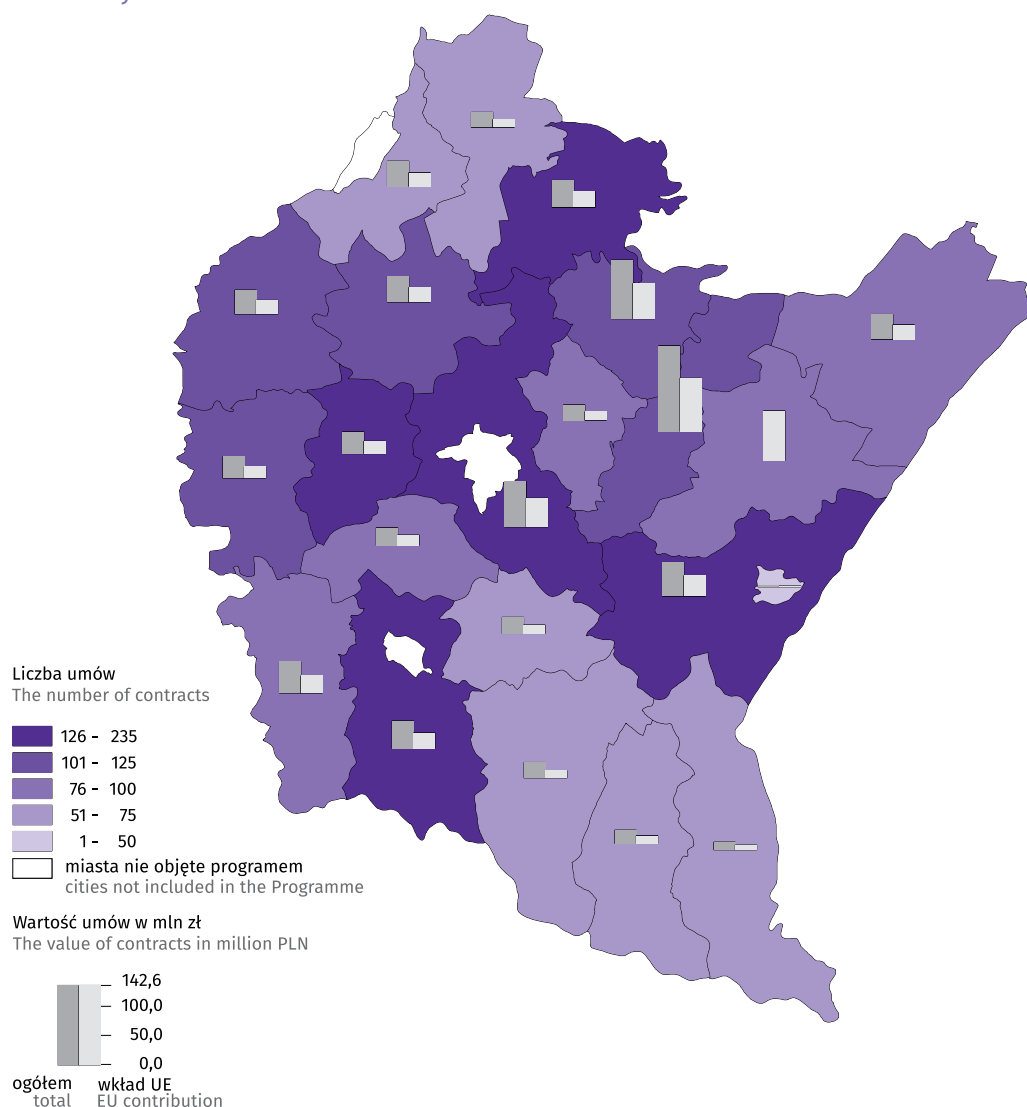 Liczba umów
The number of contracts
126 - 235
101 - 125
76 - 100
51 - 75
1 - 50
miasta nie objęte programem
cities not included in the Programme
Wartość umów w mln zł
The value of contracts in million PLN
142,6
100,0
50,0
0,0
ogółem wkład UE
total EU contribution